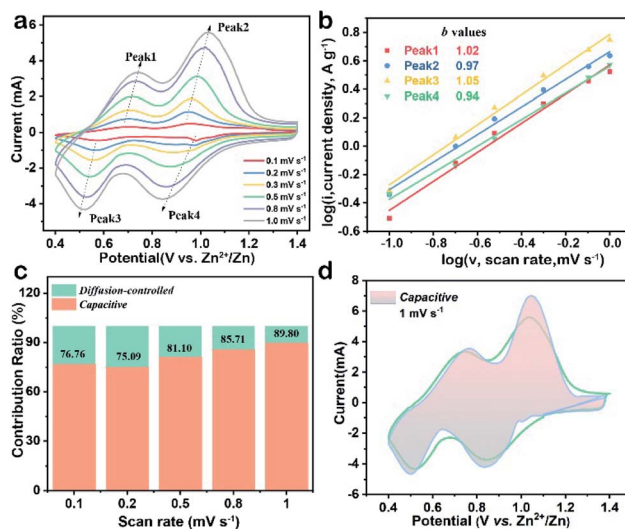 a
Current (mA)
6
4
2
0
-2
-4
Peak1
Peak2
Peak3
Peak4
0.1 mV s⁻¹
0.2 mV s⁻¹
0.3 mV s⁻¹
0.5 mV s⁻¹
0.8 mV s⁻¹
1.0 mV s⁻¹
0.4 0.6 0.8 1.0 1.2 1.4
Potential(V vs. Zn²⁺/Zn)
b
log(i,current density, A g⁻¹)
0.8
0.6
0.4
0.2
0.0
-0.2
-0.4
-0.6
b values
Peak1 1.02
Peak2 0.97
Peak3 1.05
Peak4 0.94
-1.0 -0.8 -0.6 -0.4 -0.2 0.0
log(v, scan rate,mV s⁻¹)
c
Contribution Ratio (%)
120
90
60
30
0
Diffusion-controlled
Capacitive
76.76 75.09 81.10 85.71 89.80
0.1 0.2 0.5 0.8 1
Scan rate (mV s⁻¹)
d
Current(mA)
8
6
4
2
0
-2
-4
-6
Capacitive
1 mV s⁻¹
0.4 0.6 0.8 1.0 1.2 1.4
Potential (V vs. Zn²⁺/Zn)